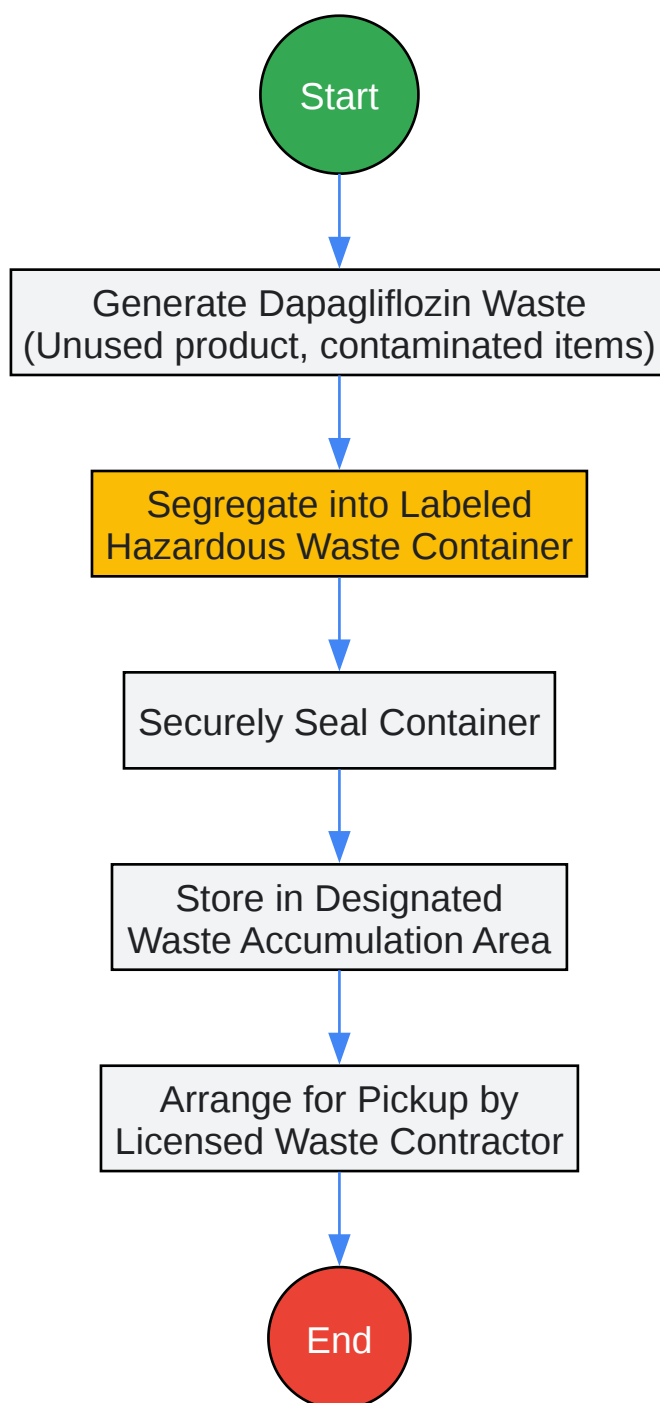 Start
Generate Dapagliflozin Waste
(Unused product, contaminated items)
Segregate into Labeled
Hazardous Waste Container
Securely Seal Container
Store in Designated
Waste Accumulation Area
Arrange for Pickup by
Licensed Waste Contractor
End